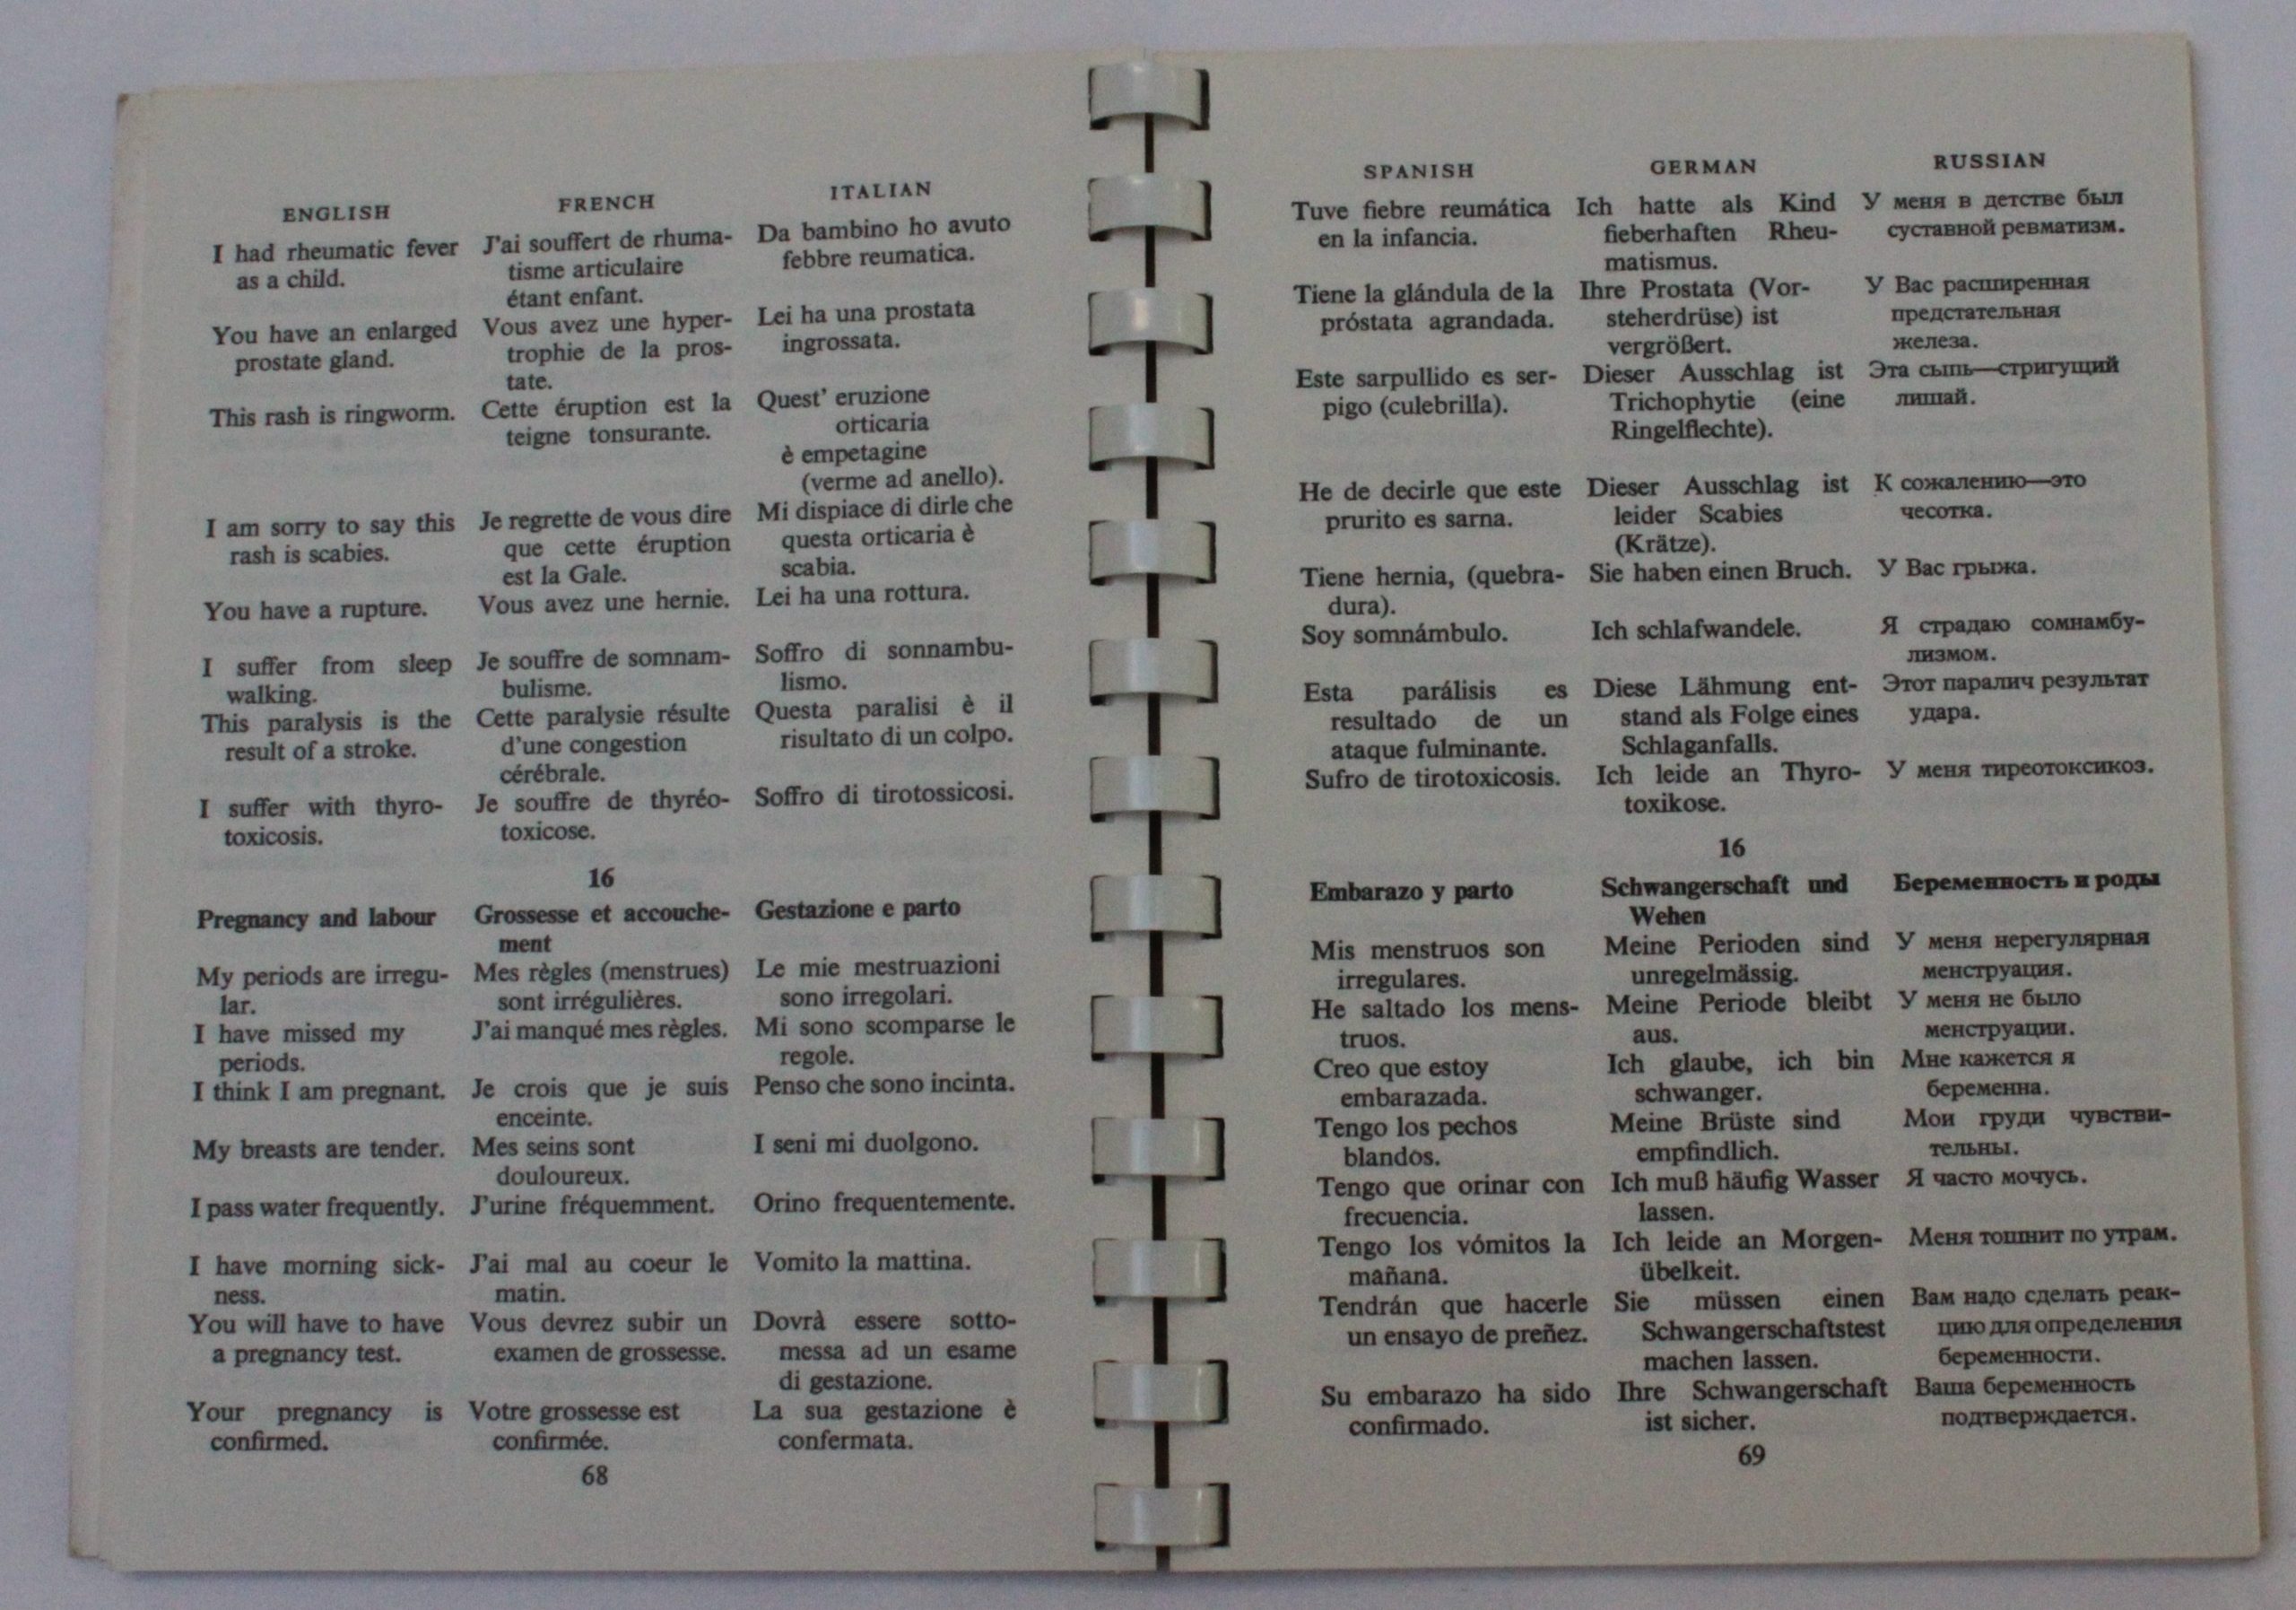 ENGLISH
I had rheumatic fever
as a child.
You have an enlarged
prostate gland.
This rash is ringworm.
I am sorry to say this
rash is scabies.
You have a rupture.
I suffer from sleep
walking.
This paralysis is the
result of a stroke.
I suffer with thyro-
toxicosis.
FRENCH
J'ai souffert de rhuma-
tisme articulaire
étant enfant.
Vous avez une hyper-
trophie de la pros-
tate.
Cette éruption est la
teigne tonsurante.
Je regrette de vous dire
que cette éruption
est la Gale.
Vous avez une hernie.
Je souffre de somnam-
bulisme.
Cette paralysie résulte
d'une congestion
cérébrale.
Je souffre de thyréo-
toxicose.
ITALIAN
Da bambino ho avuto
febbre reumatica.
Lei ha una prostata
ingrossata.
Quest' eruzione
orticaria
è empetagine
(verme ad anello).
Mi dispiace di dirle che
questa orticaria è
scabia.
Lei ha una rottura.
Soffro di sonnambu-
lismo.
Questa paralisi è il
risultato di un colpo.
Soffro di tirotossicosi.
16
Pregnancy and labour
My periods are irregu-
lar.
I have missed my
periods.
I think I am pregnant.
My breasts are tender.
I pass water frequently.
I have morning sick-
ness.
You will have to have
a pregnancy test.
Your pregnancy is
confirmed.
Grossesse et accouche-
ment
Mes règles (menstrues)
sont irrégulières.
J'ai manqué mes règles.
Je crois que je suis
enceinte.
Mes seins sont
douloureux.
J'urine fréquemment.
J'ai mal au coeur le
matin.
Vous devrez subir un
examen de grossesse.
Votre grossesse est
confirmée.
Gestazione e parto
Le mie mestruazioni
sono irregolari.
Mi sono scomparse le
regole.
Penso che sono incinta.
I seni mi duolgono.
Orino frequentemente.
Vomito la mattina.
Dovrà essere sotto-
messa ad un esame
di gestazione.
La sua gestazione è
confermata.
68
SPANISH
Tuve fiebre reumática
en la infancia.
Tiene la glándula de la
próstata agrandada.
Este sarpullido es ser-
pigo (culebrilla).
He de decirle que este
prurito es sarna.
Tiene hernia, (quebra-
dura).
Soy somnámbulo.
Esta parálisis es
resultado de un
ataque fulminante.
Sufro de tirotoxicosis.
GERMAN
Ich hatte als Kind
fieberhaften Rheu-
matismus.
Ihre Prostata (Vor-
steherdrüse) ist
vergrößert.
Dieser Ausschlag ist
Trichophytie (eine
Ringelflechte).
Dieser Ausschlag ist
leider Scabies
(Krätze).
Sie haben einen Bruch.
Ich schlafwandele.
Diese Lähmung ent-
stand als Folge eines
Schlaganfalls.
Ich leide an Thyro-
toxikose.
RUSSIAN
У меня в детстве был
суставной ревматизм.
У Вас расширенная
предстательная
железа.
Эта сыпь—стригущий
лишай.
К сожалению—это
чесотка.
У Вас грыжа.
Я страдаю сомнамбу-
лизмом.
Этот паралич результат
удара.
У меня тиреотоксикоз.
16
Embarazo y parto
Mis menstruos son
irregulares.
He saltado los mens-
truos.
Creo que estoy
embarazada.
Tengo los pechos
blandos.
Tengo que orinar con
frecuencia.
Tengo los vómitos la
mañana.
Tendrán que hacerle
un ensayo de preñez.
Su embarazo ha sido
confirmado.
Schwangerschaft und
Wehen
Meine Perioden sind
unregelmässig.
Meine Periode bleibt
aus.
Ich glaube, ich bin
schwanger.
Meine Brüste sind
empfindlich.
Ich muß häufig Wasser
lassen.
Ich leide an Morgen-
übelkeit.
Sie müssen einen
Schwangerschaftstest
machen lassen.
Ihre Schwangerschaft
ist sicher.
Беременность и роды
У меня нерегулярная
менструация.
У меня не было
менструации.
Мне кажется я
беременна.
Мои груди чувстви-
тельны.
Я часто мочусь.
Меня тошнит по утрам.
Вам надо сделать реак-
цию для определения
беременности.
Ваша беременность
подтверждается.
69